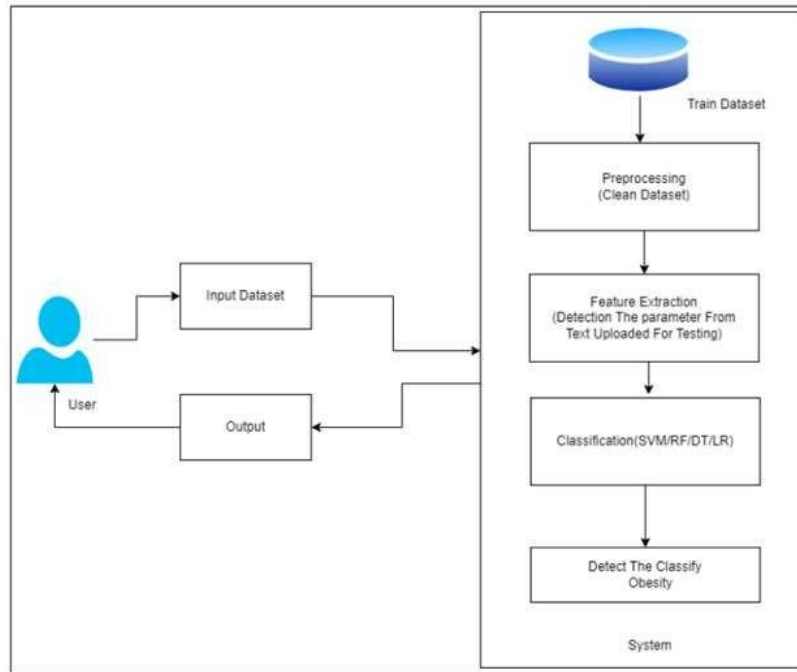 Train Dataset
Preprocessing
(Clean Dataset)
Input Dataset
Feature Extraction
(Detection The parameter From
Text Uploaded For Testing)
User
Output
Classification(SVM/RF/DT/LR)
Detect The Classify
Obesity
System